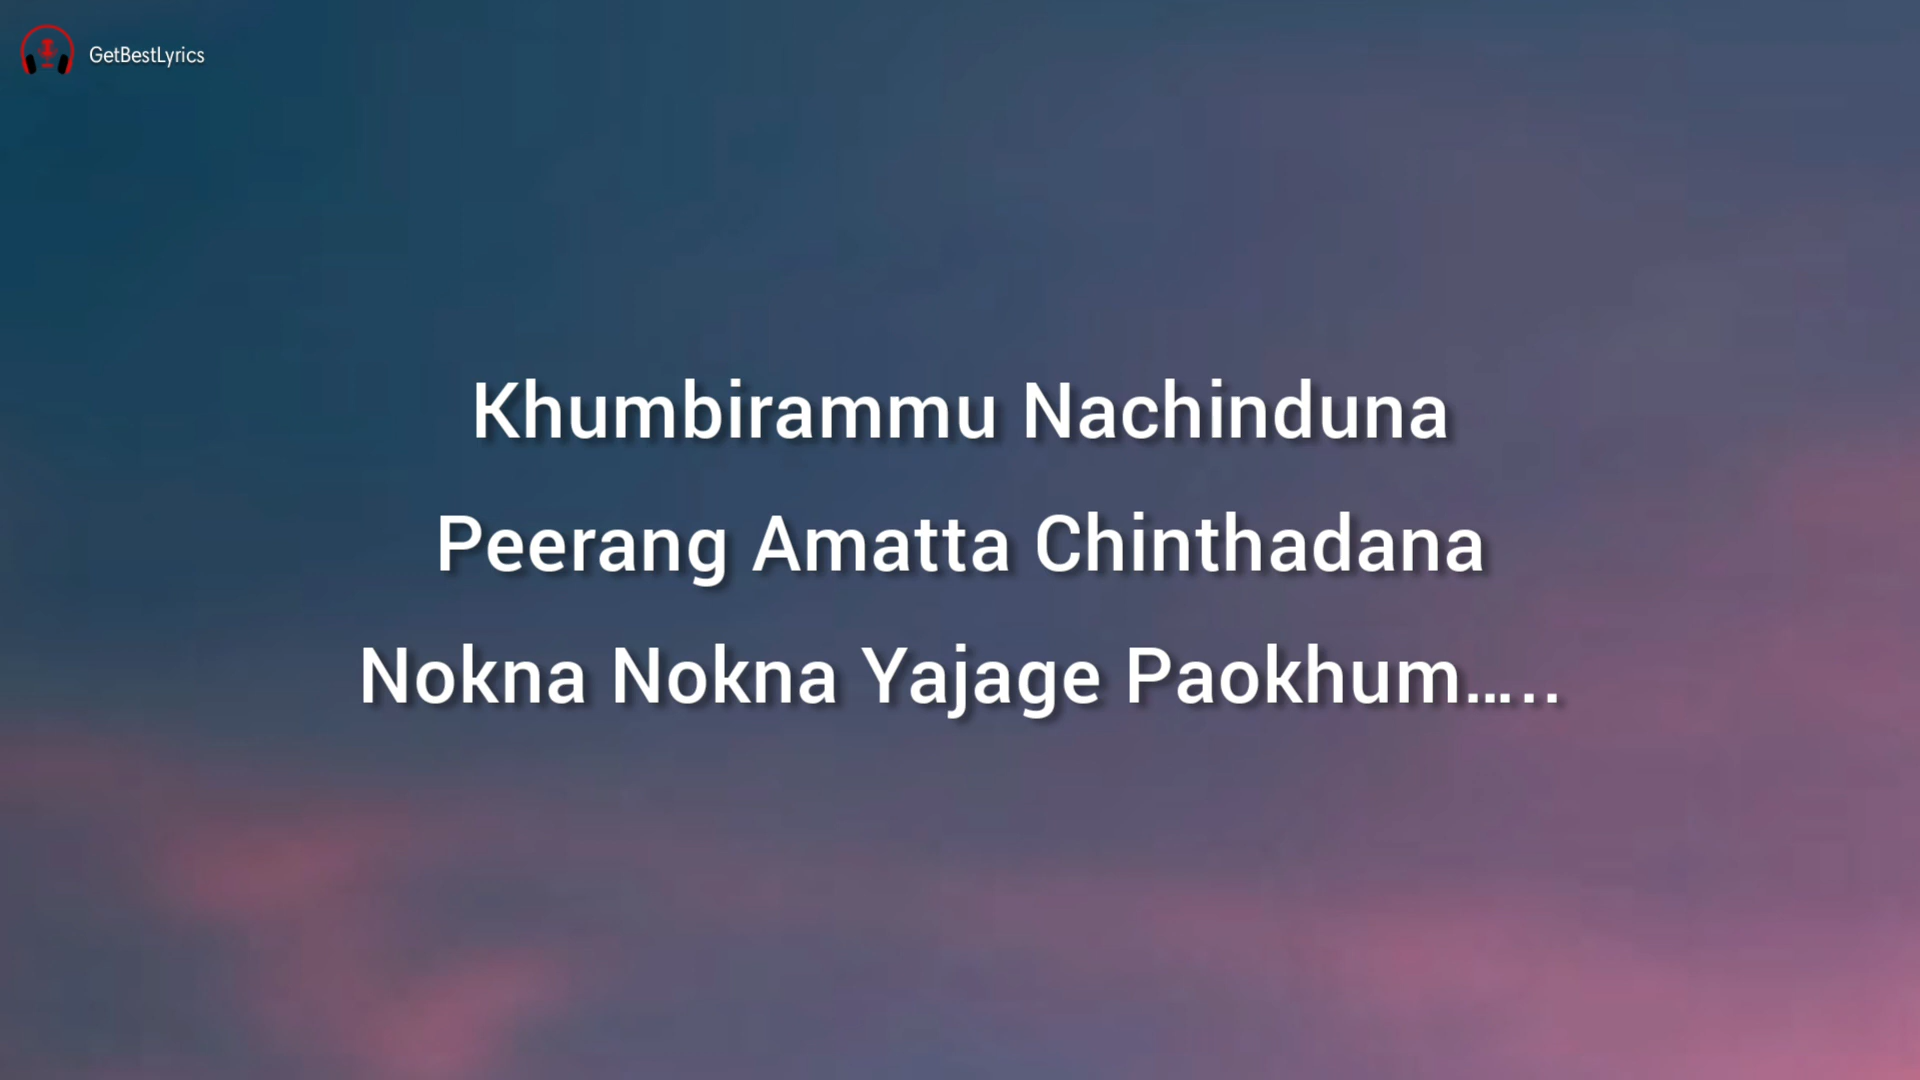 GetBestLyrics
Khumbirammu Nachinduna
Peerang Amatta Chinthadana
Nokna Nokna Yajage Paokhum.....